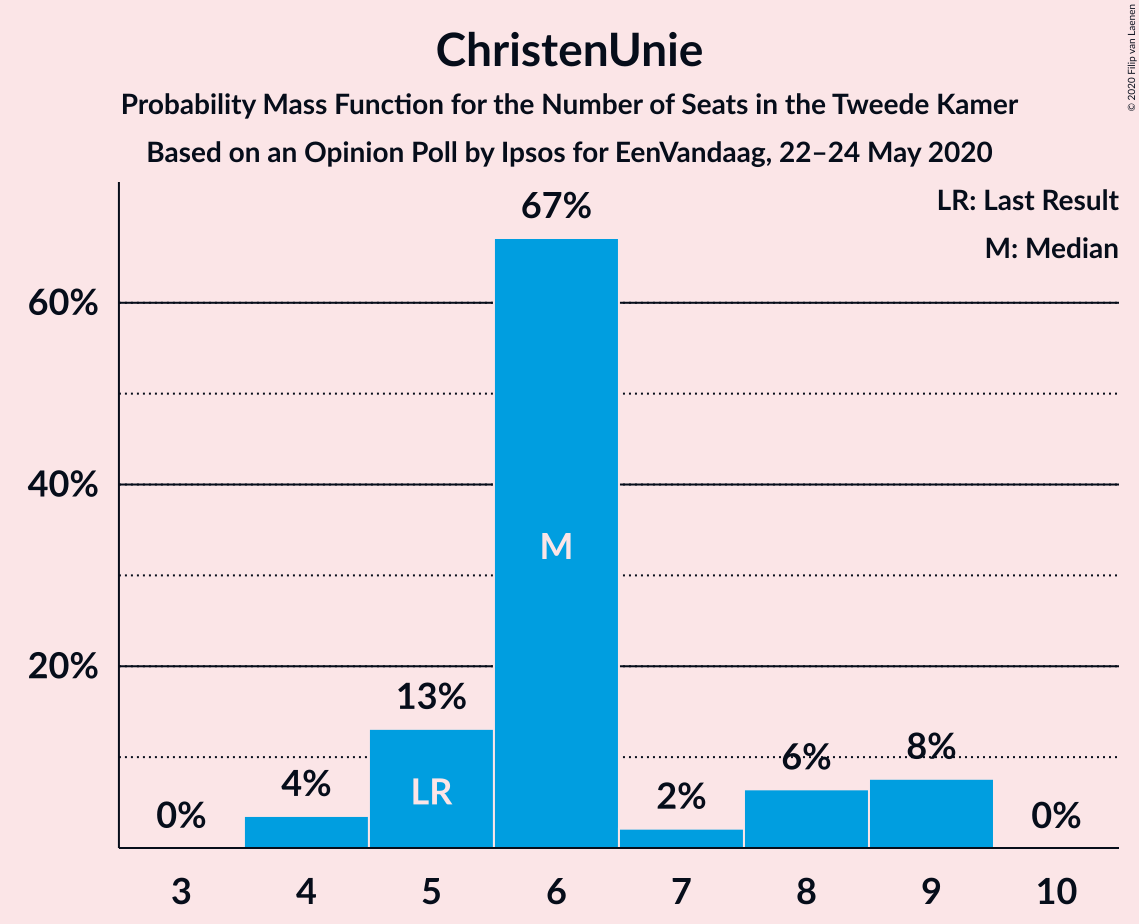 ChristenUnie
Probability Mass Function for the Number of Seats in the Tweede Kamer
Based on an Opinion Poll by Ipsos for EenVandaag, 22–24 May 2020
© 2020 Filip van Laenen
LR: Last Result
M: Median
60%
40%
20%
0%
4%
13%
67%
2%
6%
8%
0%
LR
M
3 4 5 6 7 8 9 10